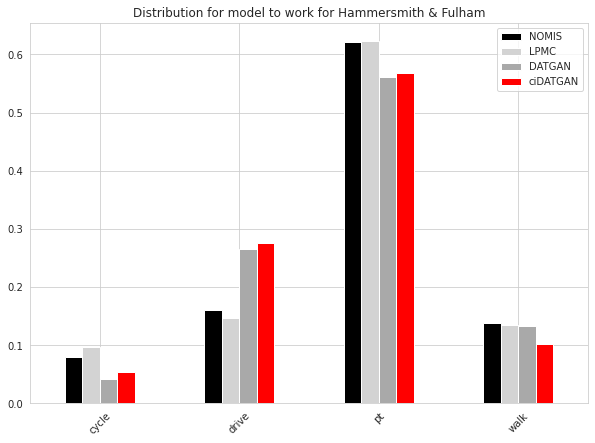 Distribution for model to work for Hammersmith & Fulham
NOMIS
LPMC
DATGAN
ciDATGAN
0.6
0.5
0.4
0.3
0.2
0.1
0.0
cycle
drive
pt
walk